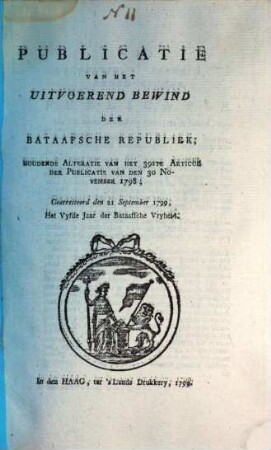 N 11
PUBLICATIE
VAN HET
UITVOEREND BEWIND
DER
BATAAFSCHE REPUBLIEK;
HOUDENDE ALTERATIE VAN HET 39STE ARTICUL
DER PUBLICATIE VAN DEN 30 NO-
VEMBER 1798;
Gearresteerd den 21 September 1799;
Het Vyfde Jaar der Bataaffche Vryheid.
In den HAAG, ter 's Lands Drukkery, 1799.